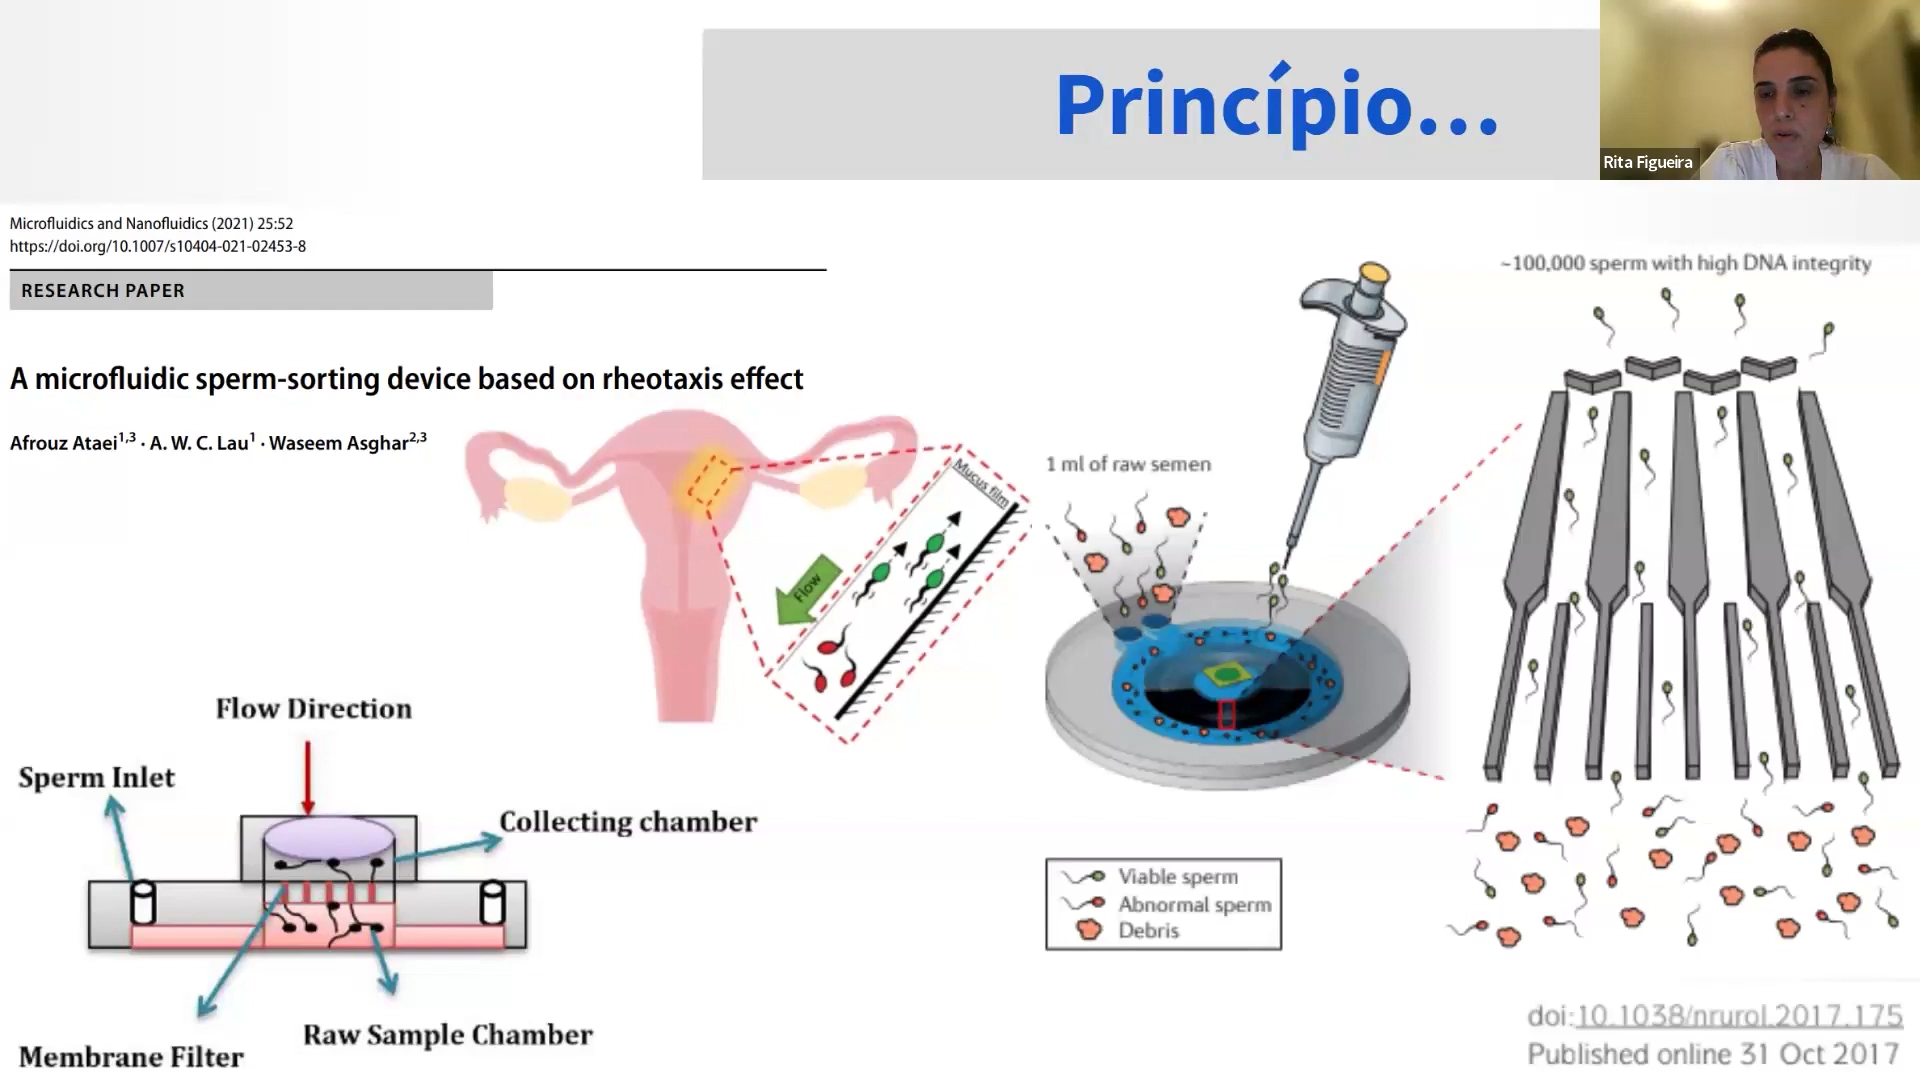 Princípio...
Rita Figueira
Microfluidics and Nanofluidics (2021) 25:52
https://doi.org/10.1007/s10404-021-02453-8
RESEARCH PAPER
A microfluidic sperm-sorting device based on rheotaxis effect
Afrouz Ataei1,3 · A. W. C. Lau1 · Waseem Asghar2,3
Mucus film
Flow
Flow Direction
Sperm Inlet
Collecting chamber
Raw Sample Chamber
Membrane Filter
~100,000 sperm with high DNA integrity
1 ml of raw semen
Viable sperm
Abnormal sperm
Debris
doi:10.1038/nrurol.2017.175
Published online 31 Oct 2017